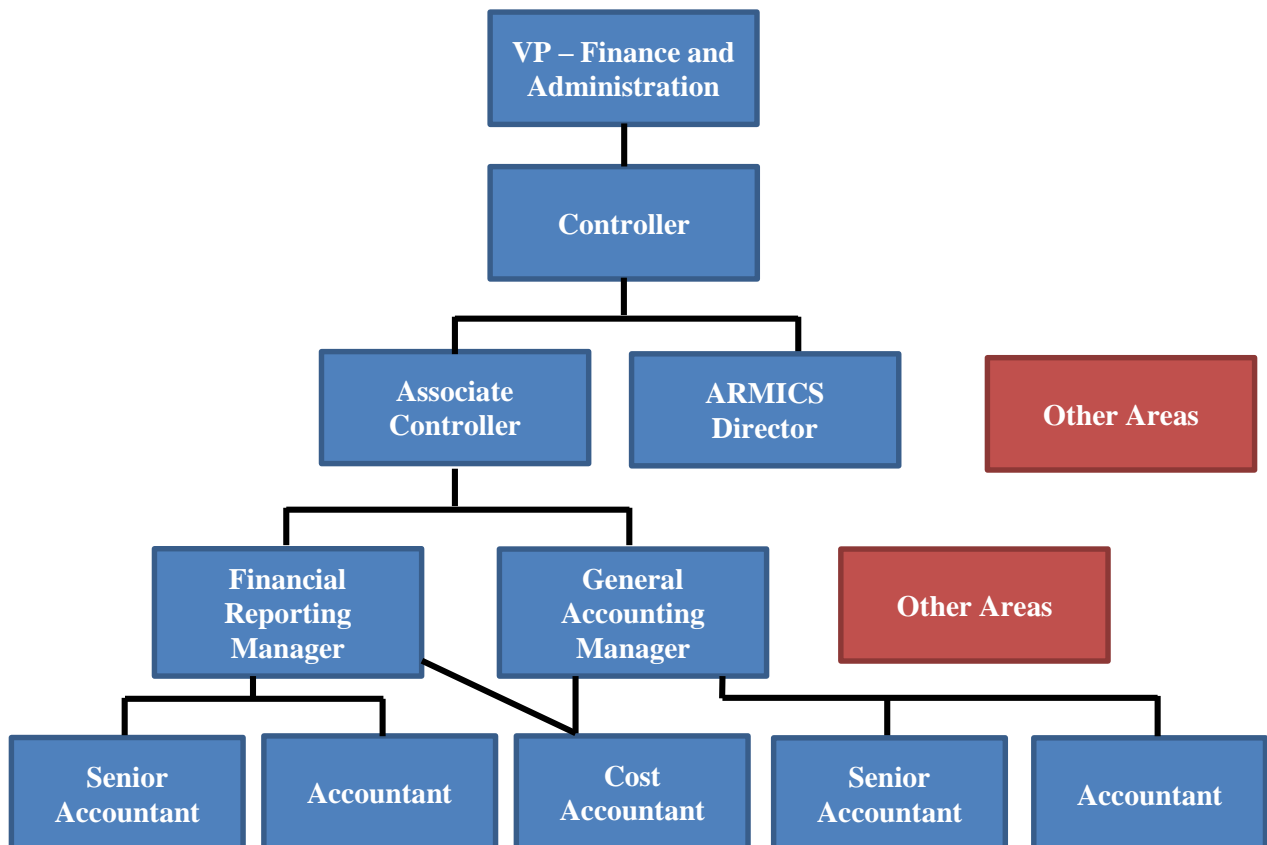 VP – Finance and
Administration
Controller
Associate
Controller
ARMICS
Director
Other Areas
Financial
Reporting
Manager
General
Accounting
Manager
Other Areas
Senior
Accountant
Accountant
Cost
Accountant
Senior
Accountant
Accountant